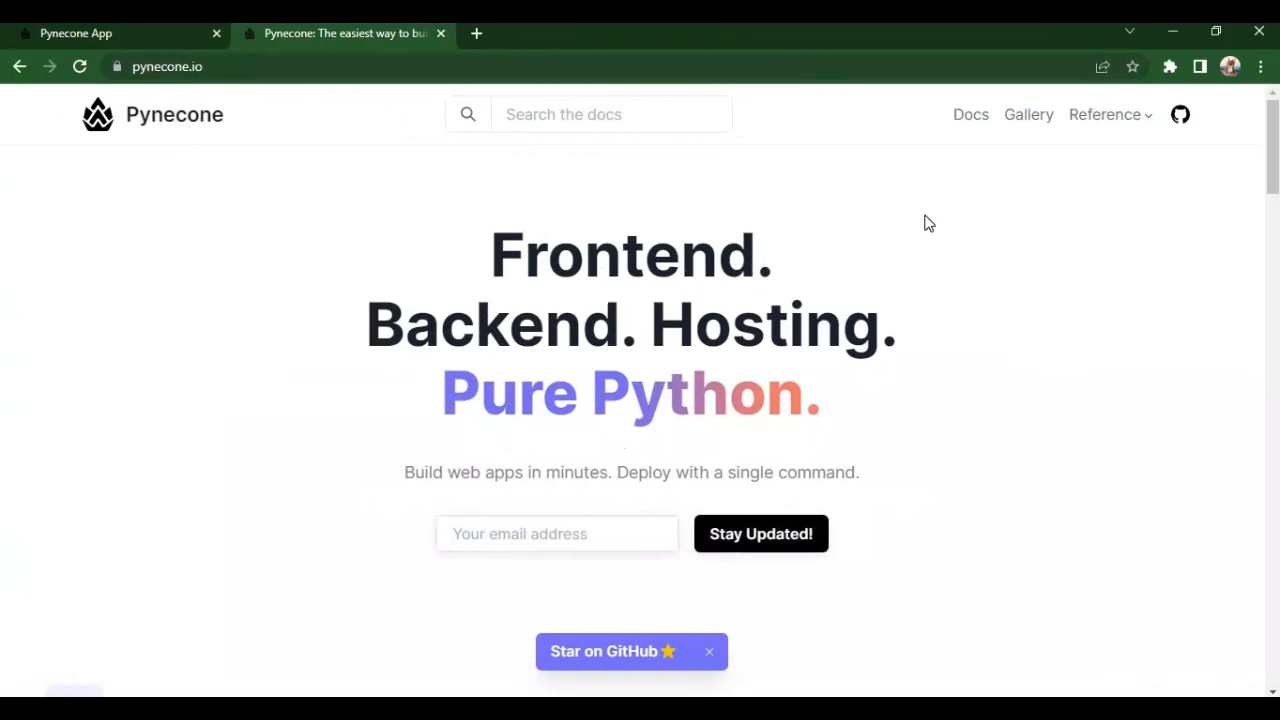 Pynecone App
Pynecone: The easiest way to bui
pynecone.io
Pynecone
Search the docs
Docs
Gallery
Reference
Frontend.
Backend. Hosting.
Pure Python.
Build web apps in minutes. Deploy with a single command.
Your email address
Stay Updated!
Star on GitHub⭐